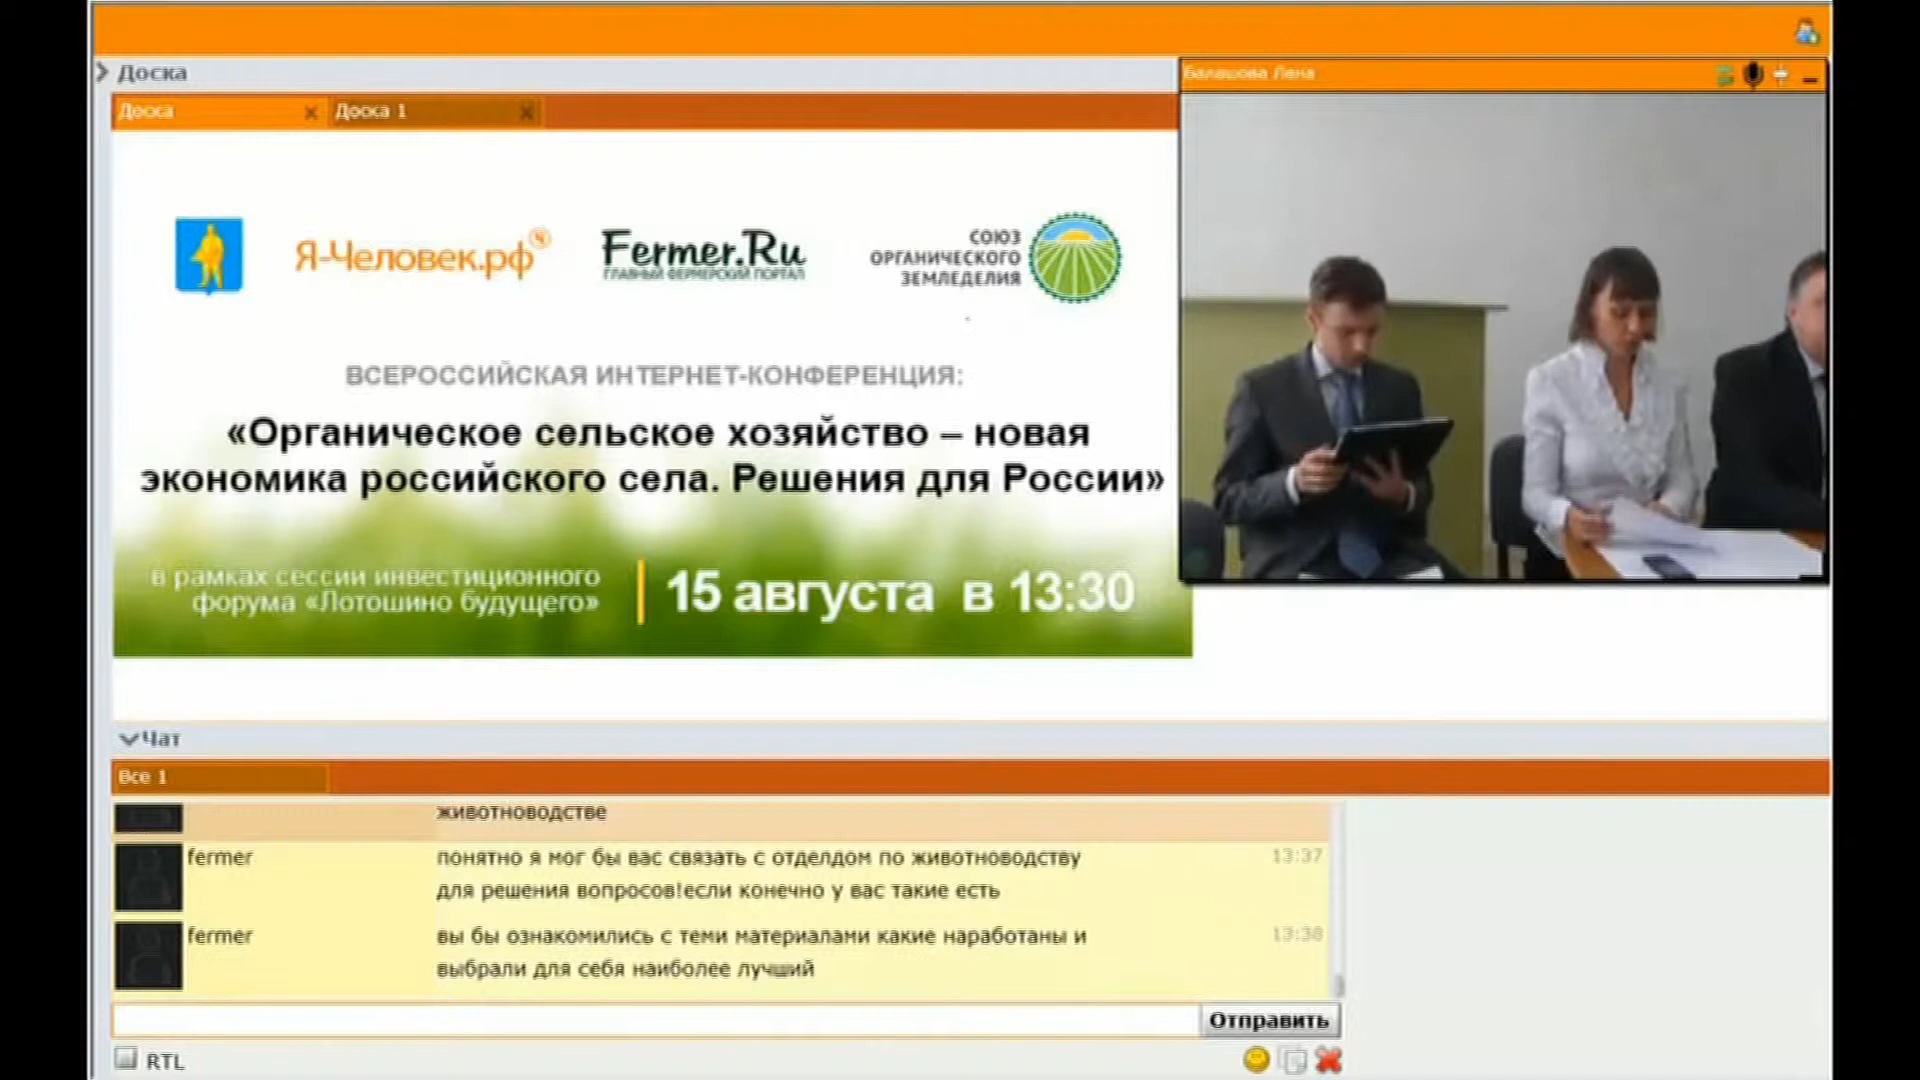 Доска
Балашова Лена
Доска
Доска 1
Я-Человек.рф
Fermer.Ru
ГЛАВНЫЙ ФЕРМЕРСКИЙ ПОРТАЛ
СОЮЗ
ОРГАНИЧЕСКОГО
ЗЕМЛЕДЕЛИЯ
ВСЕРОССИЙСКАЯ ИНТЕРНЕТ-КОНФЕРЕНЦИЯ:
«Органическое сельское хозяйство – новая
экономика российского села. Решения для России»
в рамках сессии инвестиционного
форума «Лотошино будущего»
15 августа в 13:30
Чат
Все 1
животноводстве
fermer понятно я мог бы вас связать с отделдом по животноводству 13:37
для решения вопросов!если конечно у вас такие есть
fermer вы бы ознакомились с теми материалами какие наработаны и 13:38
выбрали для себя наиболее лучший
Отправить
RTL